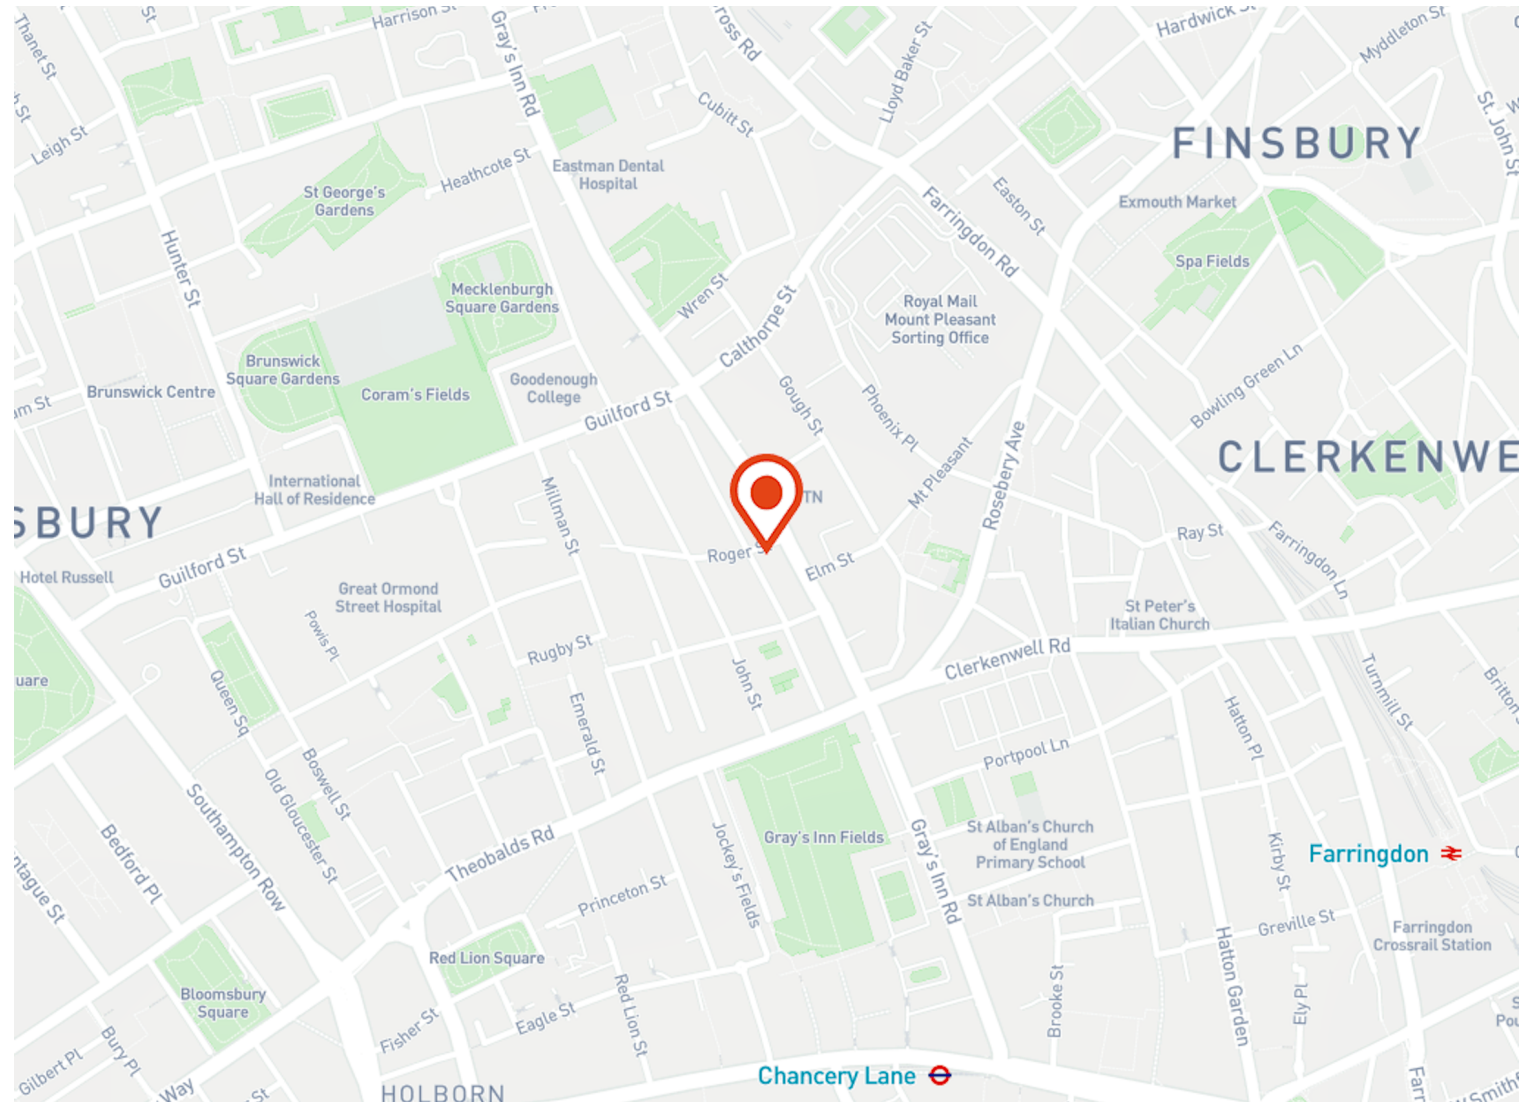 Harrison St
Thanet St
Gray's Inn Rd
ross Rd
Hardwick St
Myddleton St
Lloyd Baker St
Cubitt St
St. John St
Leigh St
FINSBURY
Heathcote St
Eastman Dental
Hospital
St George's
Gardens
Easton St
Exmouth Market
Farringdon Rd
Hunter St
Spa Fields
Mecklenburgh
Square Gardens
Wren St
Royal Mail
Mount Pleasant
Sorting Office
Calthorpe St
Brunswick
Square Gardens
Brunswick Centre
Coram's Fields
Goodenough
College
Guilford St
Gough St
Phoenix Pl
Bowling Green Ln
am St
CLERKENWE
Mt Pleasant
Rosebery Ave
International
Hall of Residence
Millman St
TN
SBURY
Roger St
Elm St
Ray St
Farringdon Ln
Hotel Russell
Guilford St
Great Ormond
Street Hospital
St Peter's
Italian Church
Powis Pl
Rugby St
Clerkenwell Rd
uare
Queen Sq
John St
Turnmill St
Britton
Emerald St
Hatton Pl
Portpool Ln
Boswell St
Old Gloucester St
Southampton Row
Bedford Pl
Theobalds Rd
Jockey's Fields
Gray's Inn Fields
Gray's Inn Rd
St Alban's Church
of England
Primary School
Kirby St
Farringdon
ntague St
Princeton St
St Alban's Church
Greville St
Farringdon
Crossrail Station
Red Lion Square
Hatton Garden
Bloomsbury
Square
Red Lion St
Brooke St
Ely Pl
Eagle St
Fisher St
Bury Pl
Gilbert Pl
Chancery Lane
Way
HOLBORN
Farr
W Smithf